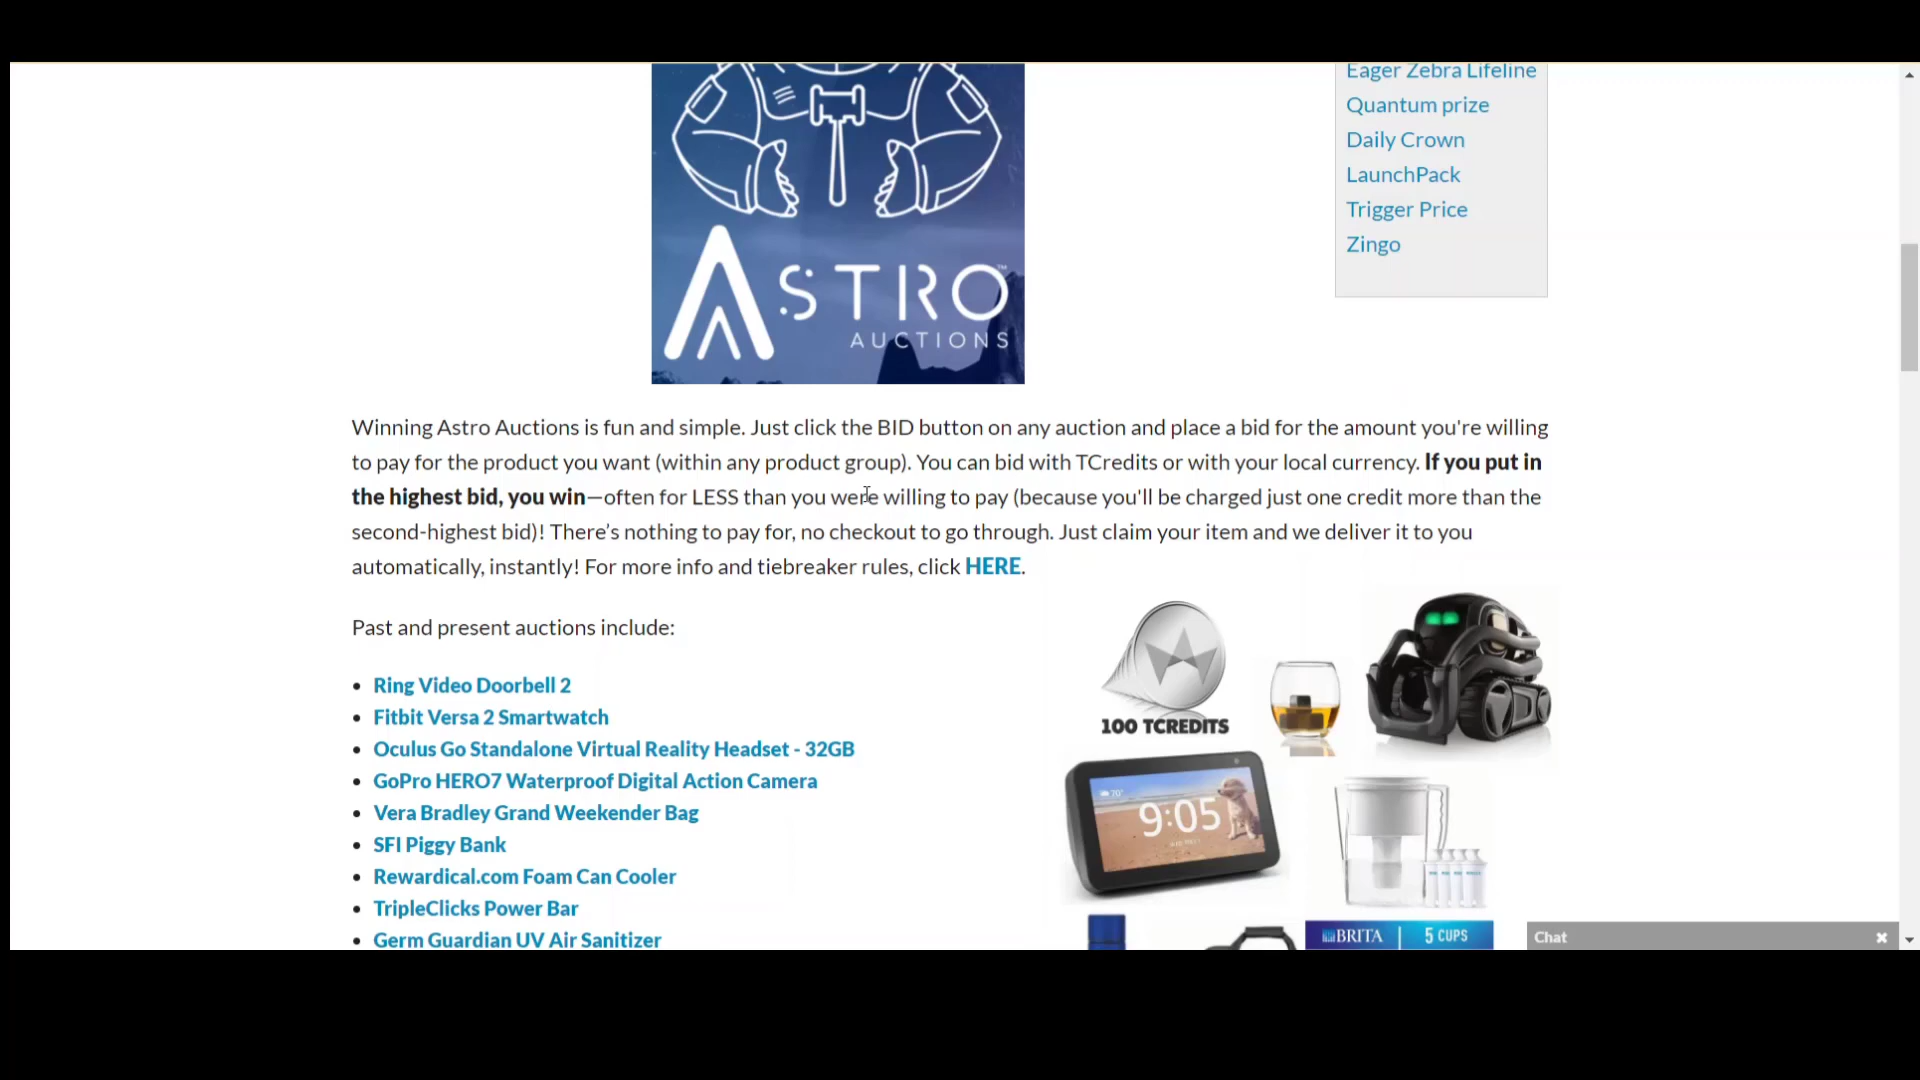 Eager Zebra Lifeline
Quantum prize
Daily Crown
LaunchPack
Trigger Price
Zingo
ASTRO™
AUCTIONS
Winning Astro Auctions is fun and simple. Just click the BID button on any auction and place a bid for the amount you're willing
to pay for the product you want (within any product group). You can bid with TCredits or with your local currency. If you put in
the highest bid, you win—often for LESS than you were willing to pay (because you'll be charged just one credit more than the
second-highest bid)! There’s nothing to pay for, no checkout to go through. Just claim your item and we deliver it to you
automatically, instantly! For more info and tiebreaker rules, click HERE.
Past and present auctions include:
• Ring Video Doorbell 2
• Fitbit Versa 2 Smartwatch
• Oculus Go Standalone Virtual Reality Headset - 32GB
• GoPro HERO7 Waterproof Digital Action Camera
• Vera Bradley Grand Weekender Bag
• SFI Piggy Bank
• Rewardical.com Foam Can Cooler
• TripleClicks Power Bar
• Germ Guardian UV Air Sanitizer
100 TCREDITS
70°
9:05
BRITA | 5 CUPS
Chat